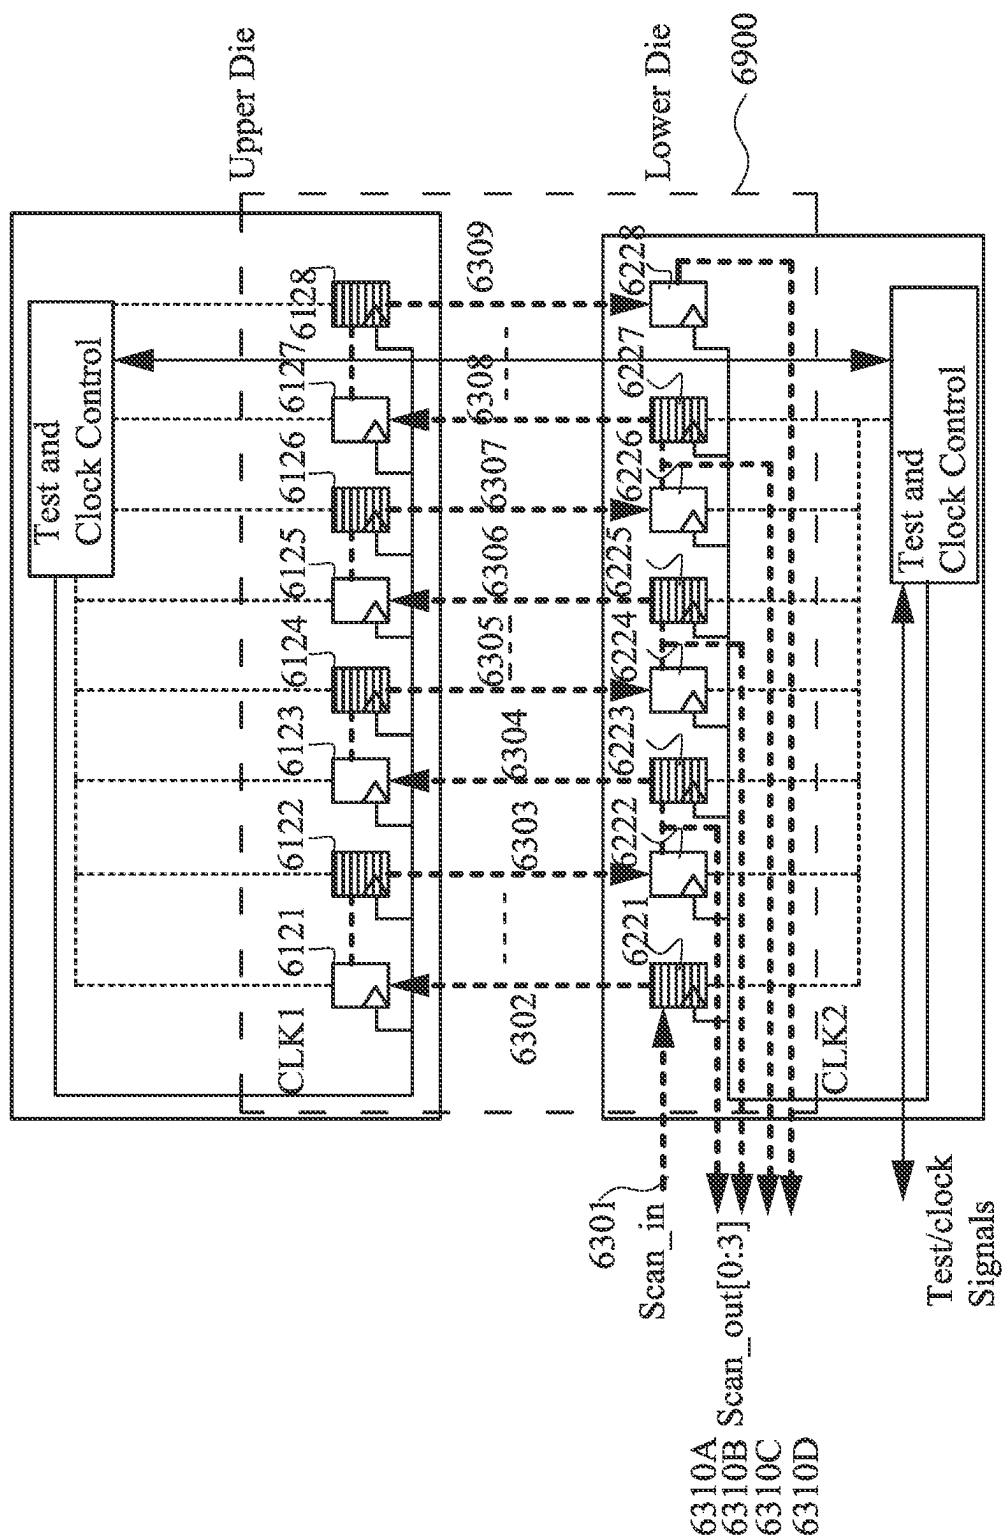 Upper Die
Test and
Clock Control
6121
6122
6123
6124
6125
6126
6127
6128
CLK1
6302
6303
6304
6305
6306
6307
6308
6309
Lower Die
6900
6221
6222
6223
6224
6225
6226
6227
6228
CLK2
Test and
Clock Control
6301
Scan_in
Scan_out[0:3]
6310A
6310B
6310C
6310D
Test/clock
Signals